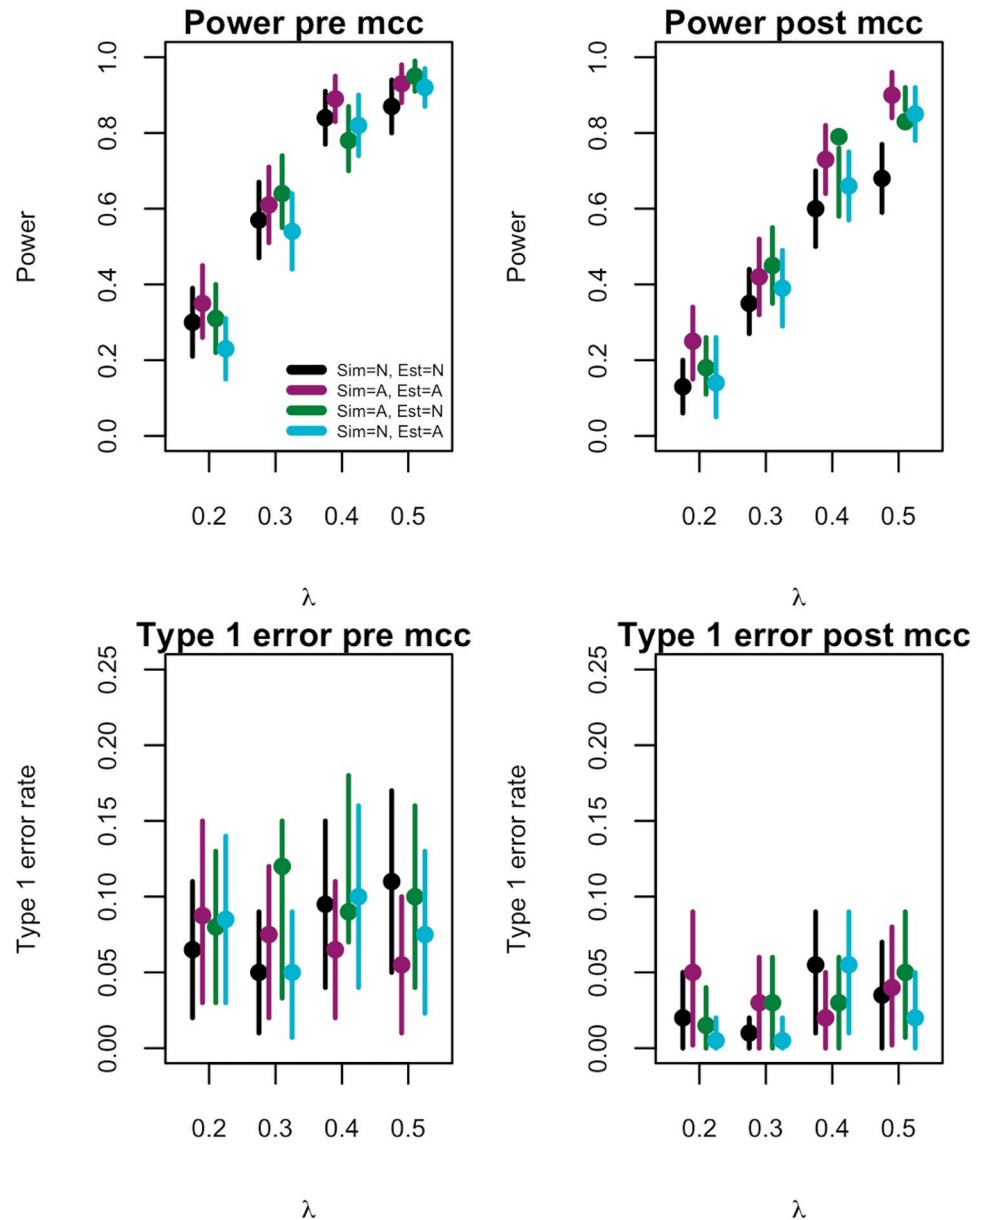 Power pre mcc
Power
1.0
0.8
0.6
0.4
0.2
0.0
Sim=N, Est=N
Sim=A, Est=A
Sim=A, Est=N
Sim=N, Est=A
0.2 0.3 0.4 0.5
λ
Power post mcc
Power
1.0
0.8
0.6
0.4
0.2
0.0
0.2 0.3 0.4 0.5
λ
Type 1 error pre mcc
Type 1 error rate
0.25
0.20
0.15
0.10
0.05
0.00
0.2 0.3 0.4 0.5
λ
Type 1 error post mcc
Type 1 error rate
0.25
0.20
0.15
0.10
0.05
0.00
0.2 0.3 0.4 0.5
λ